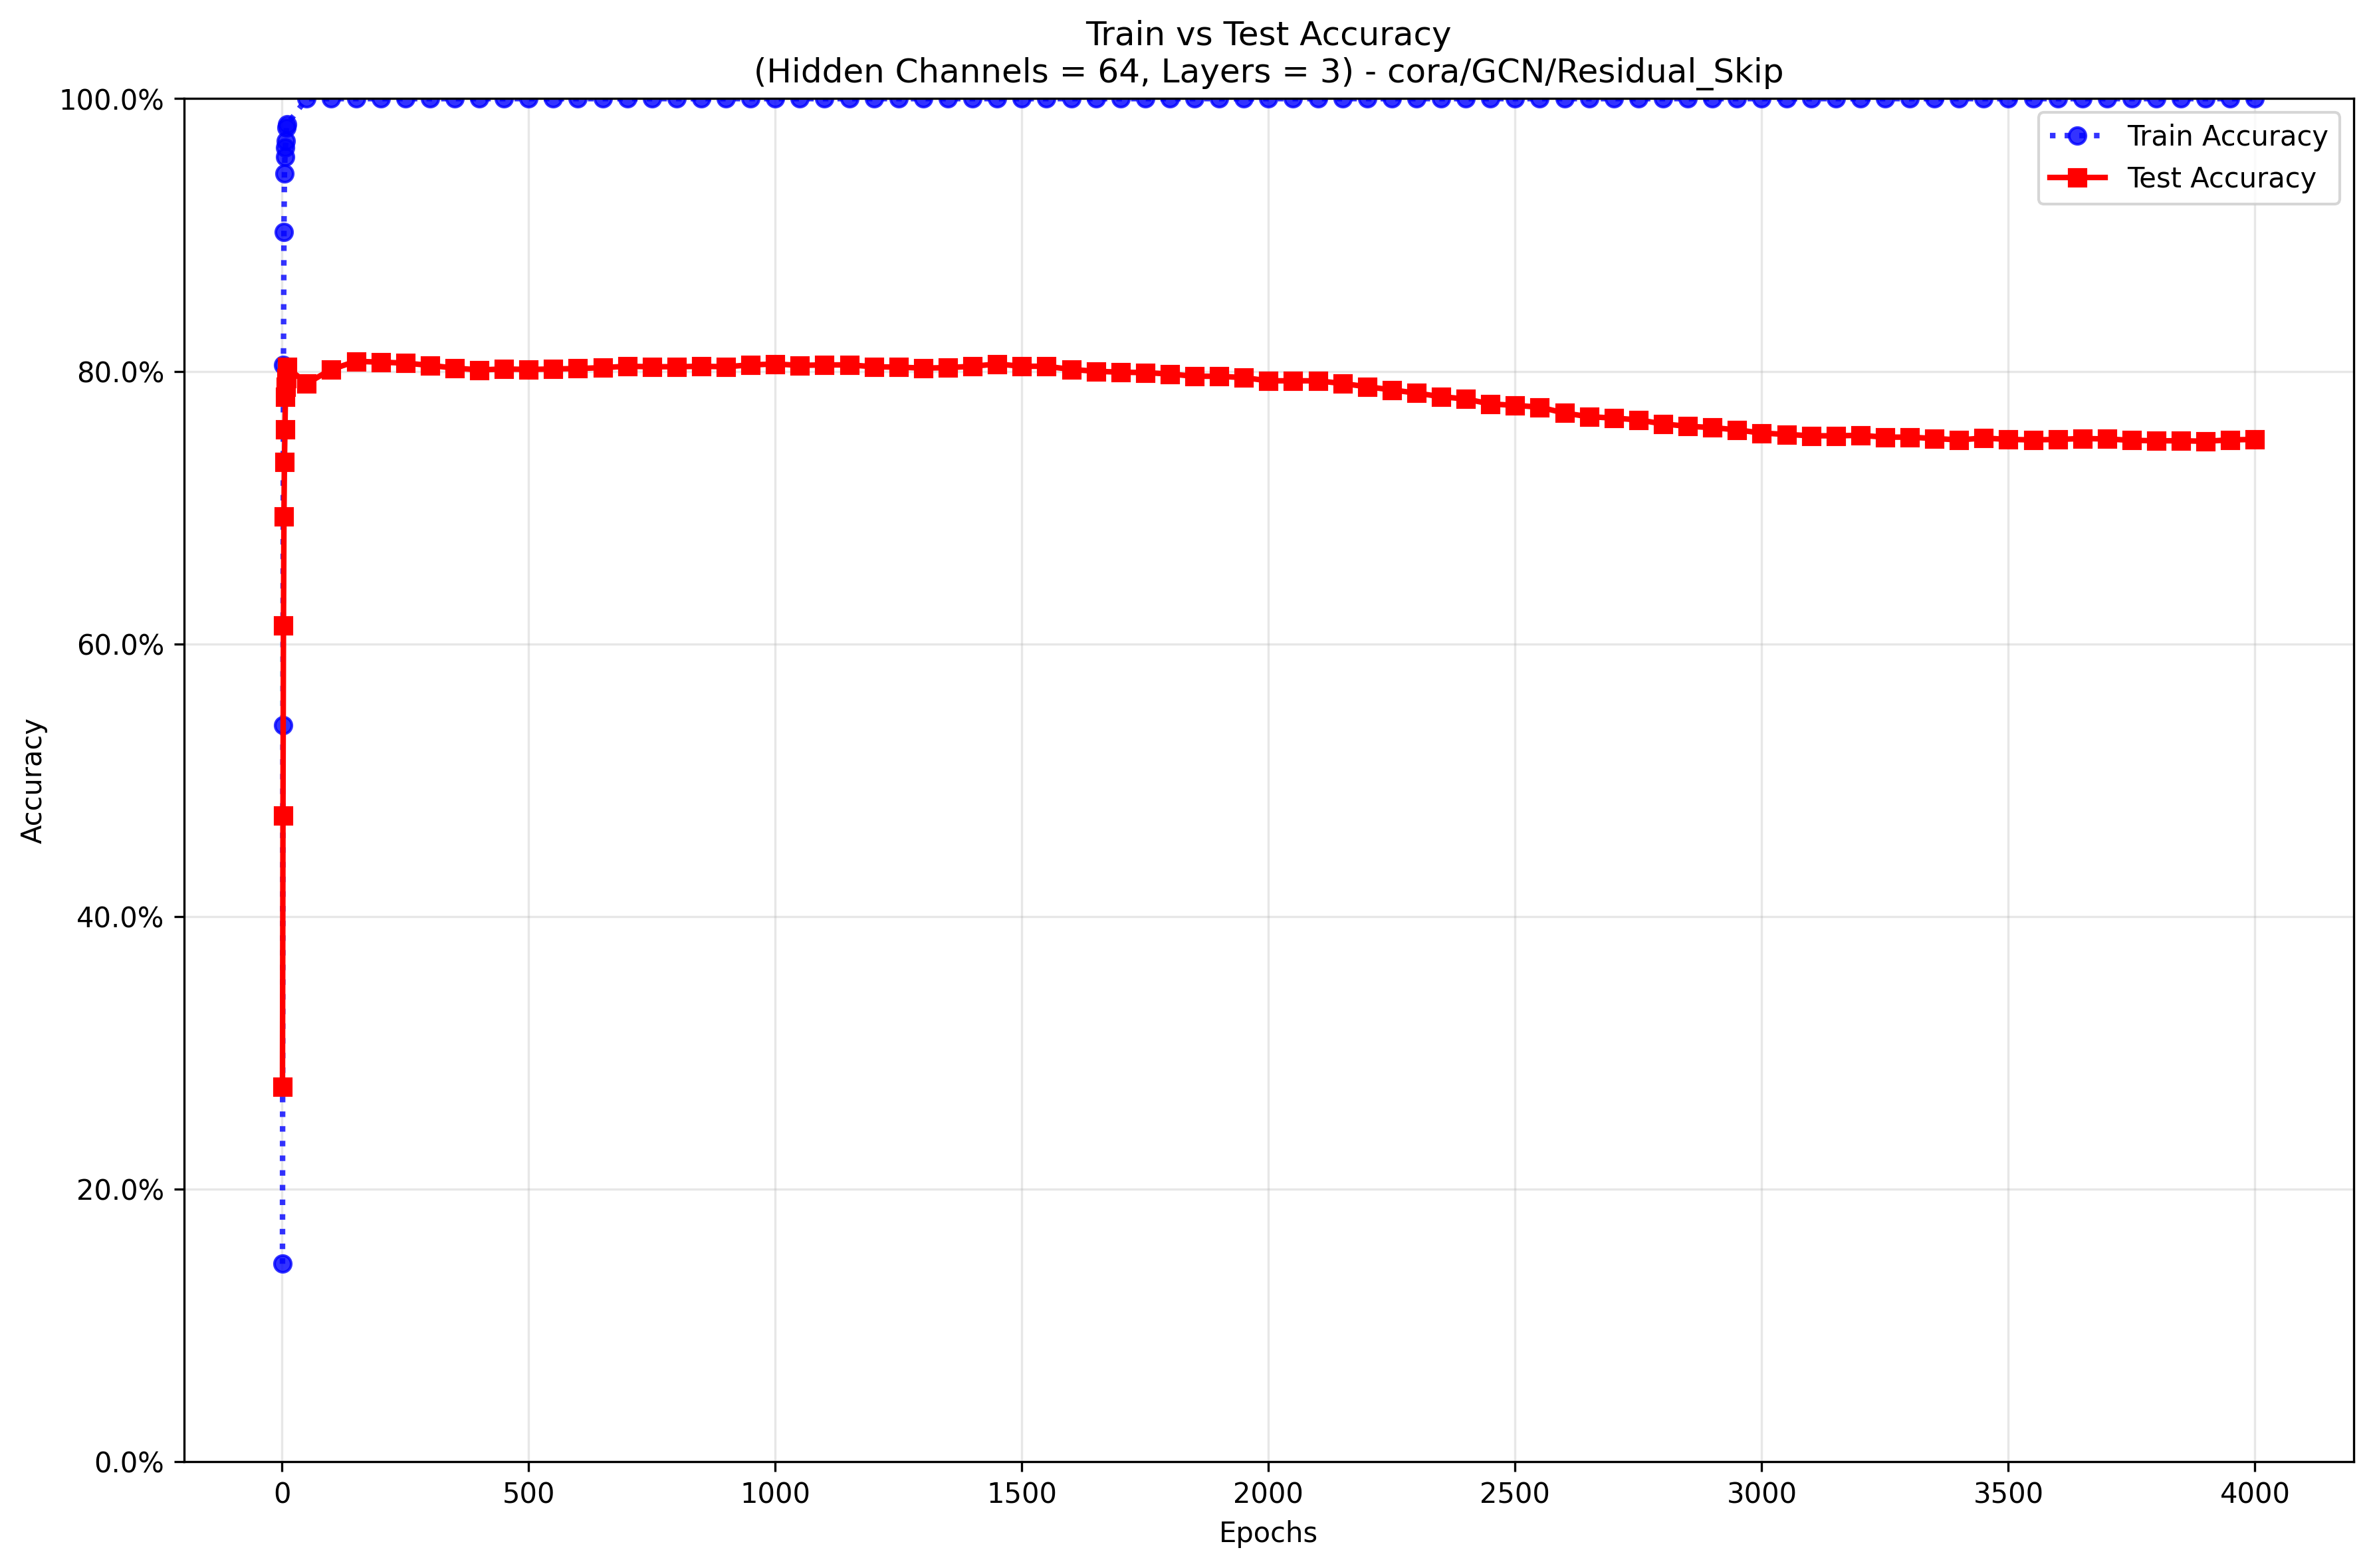 Train vs Test Accuracy
(Hidden Channels = 64, Layers = 3) - cora/GCN/Residual_Skip
100.0%
80.0%
60.0%
40.0%
20.0%
0.0%
Accuracy
Train Accuracy
Test Accuracy
0 500 1000 1500 2000 2500 3000 3500 4000
Epochs